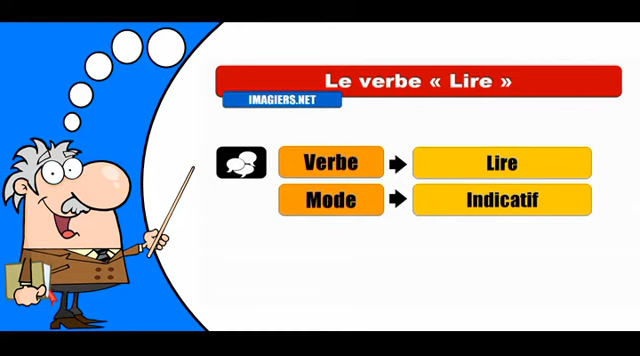 Le verbe « Lire »
IMAGIERS.NET
Verbe Lire
Mode Indicatif